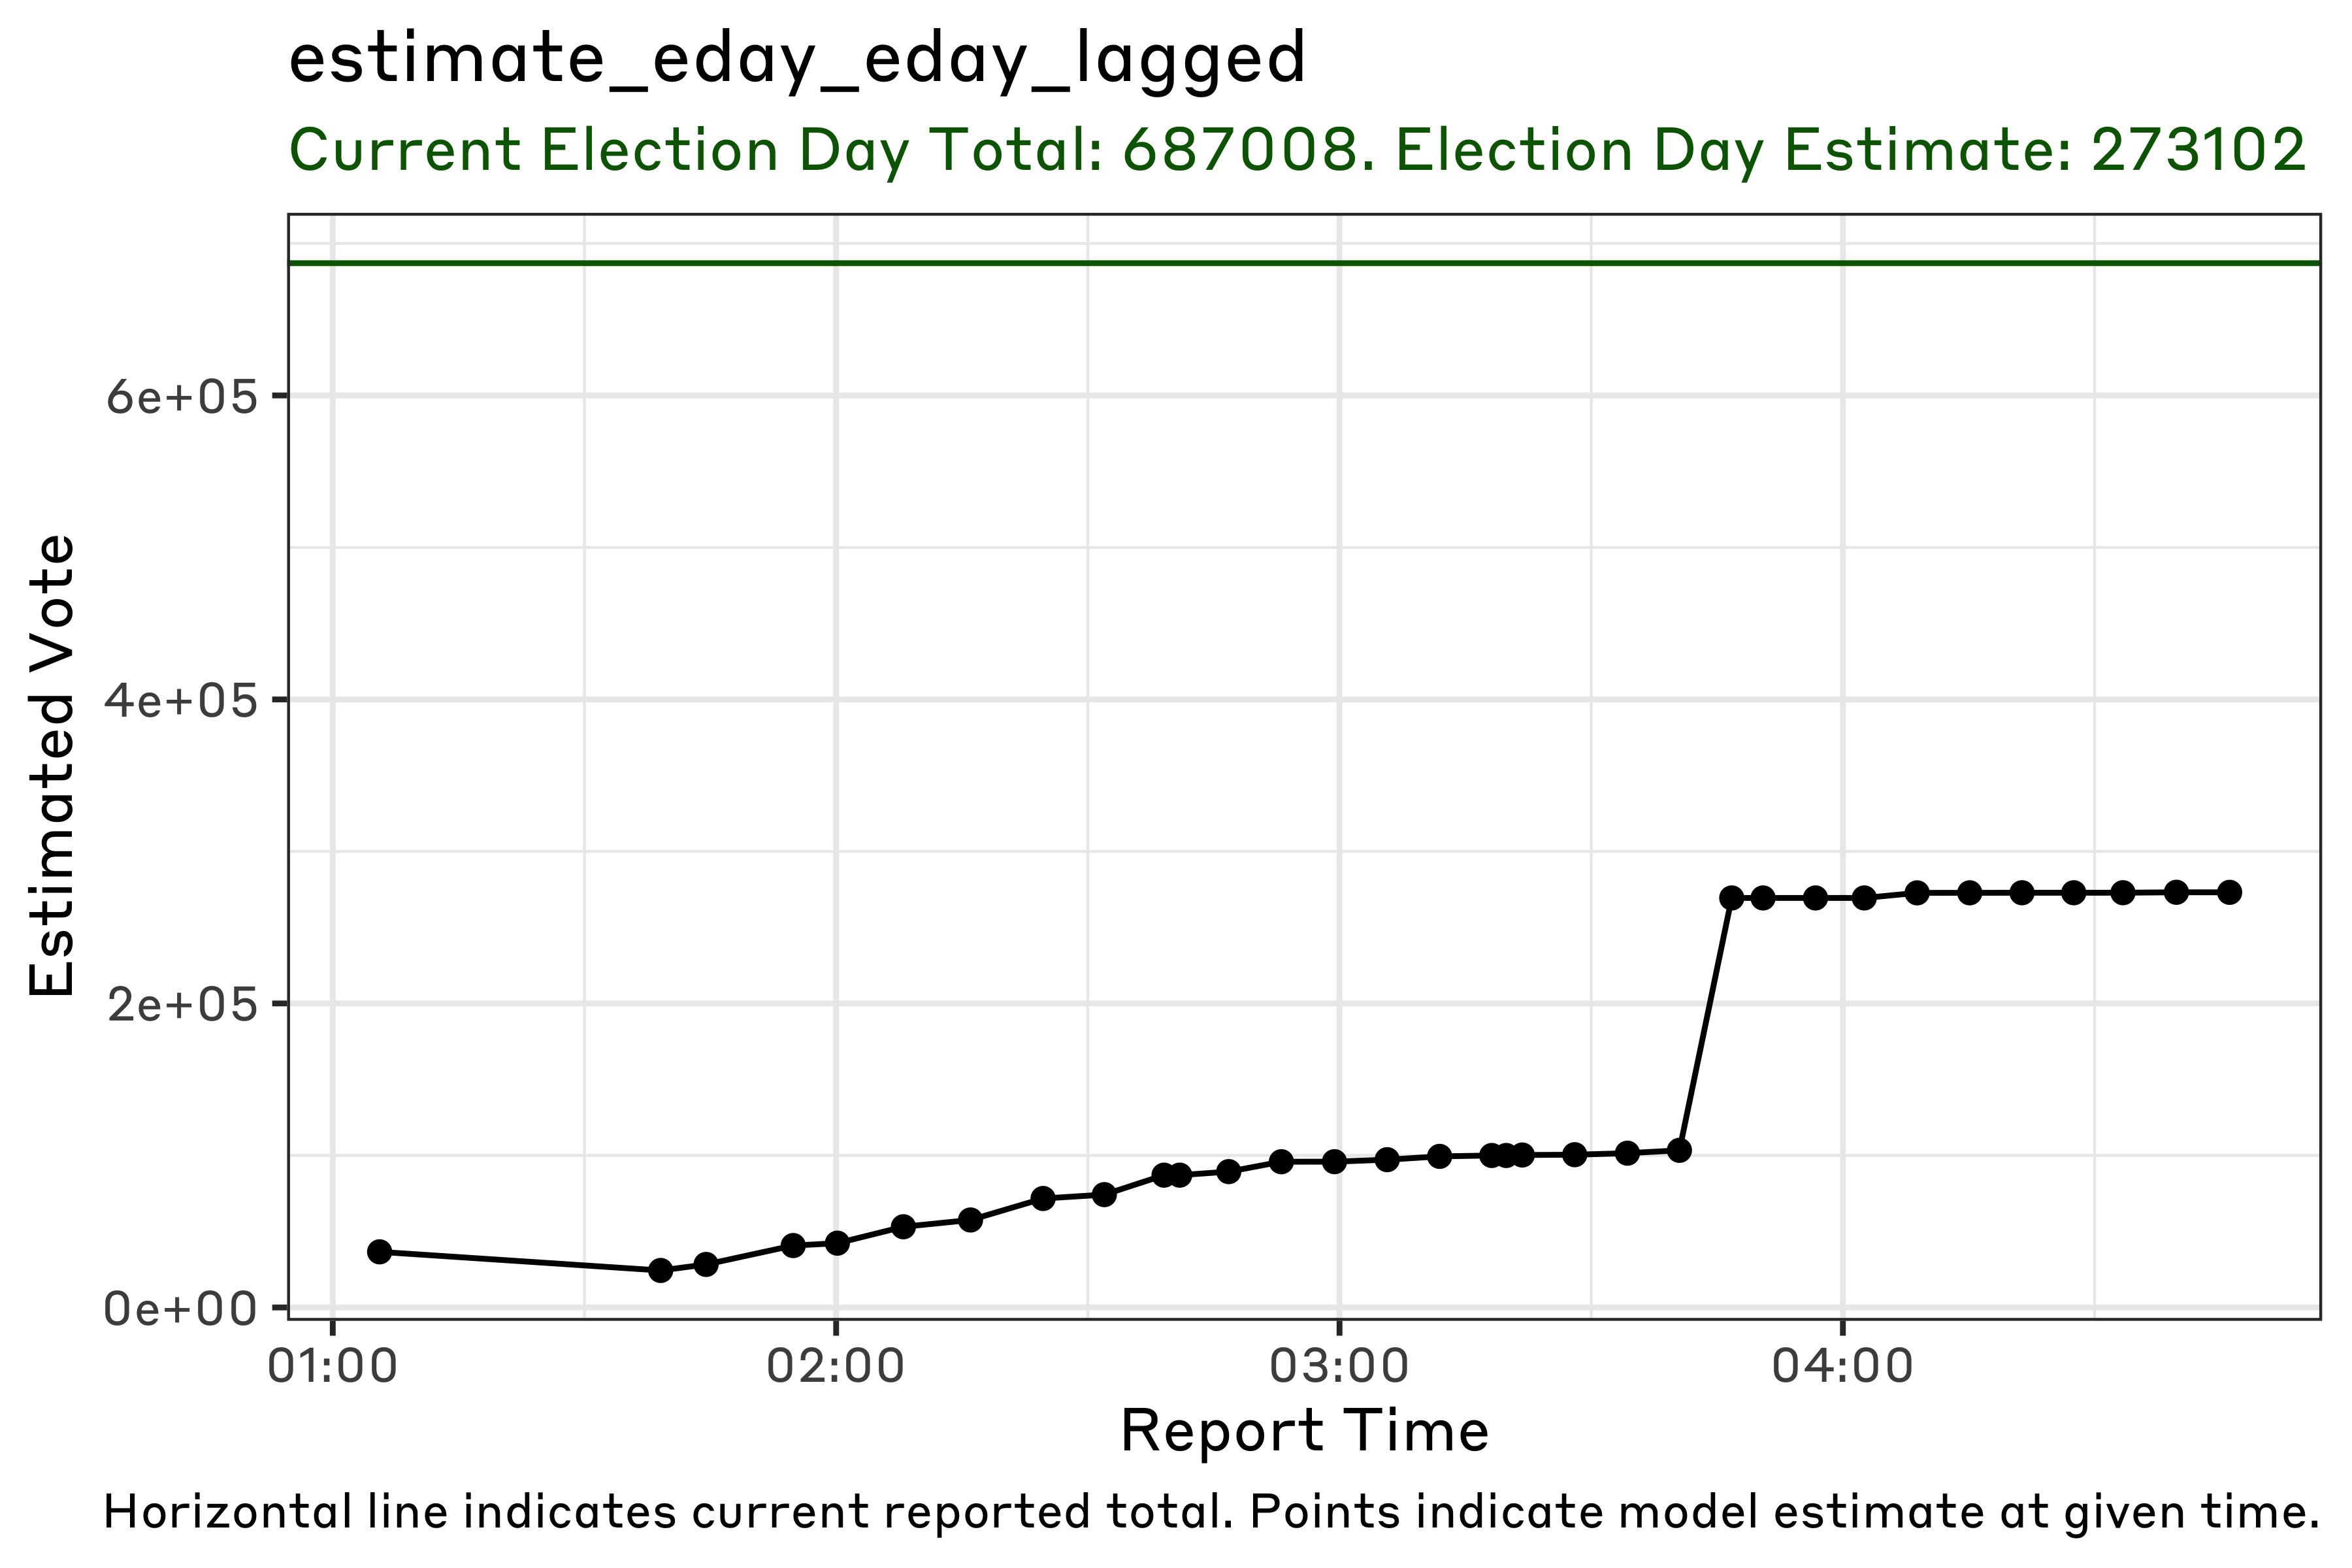 estimate_eday_eday_lagged
Current Election Day Total: 687008. Election Day Estimate: 273102
Estimated Vote
6e+05
4e+05
2e+05
0e+00
01:00 02:00 03:00 04:00
Report Time
Horizontal line indicates current reported total. Points indicate model estimate at given time.